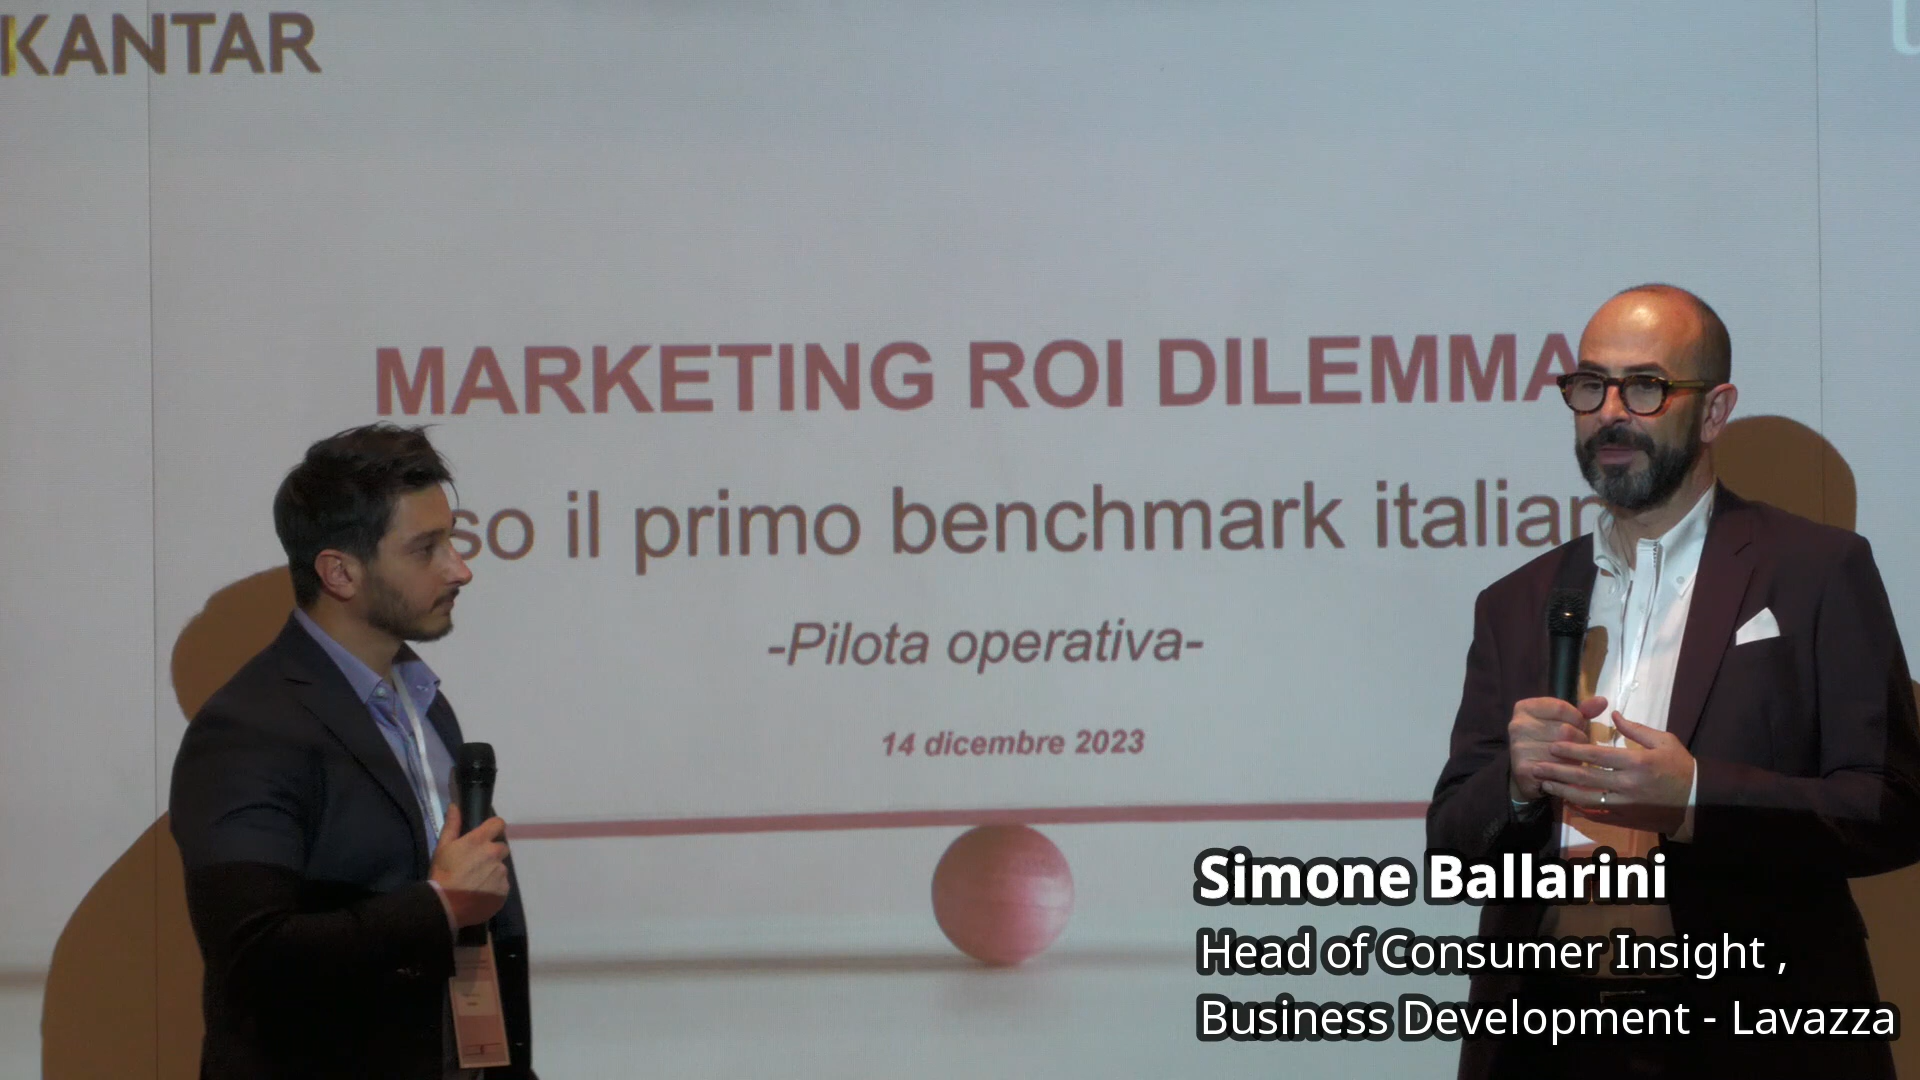 KANTAR
MARKETING ROI DILEMMA
so il primo benchmark italian
-Pilota operativa-
14 dicembre 2023
Simone Ballarini
Head of Consumer Insight ,
Business Development - Lavazza